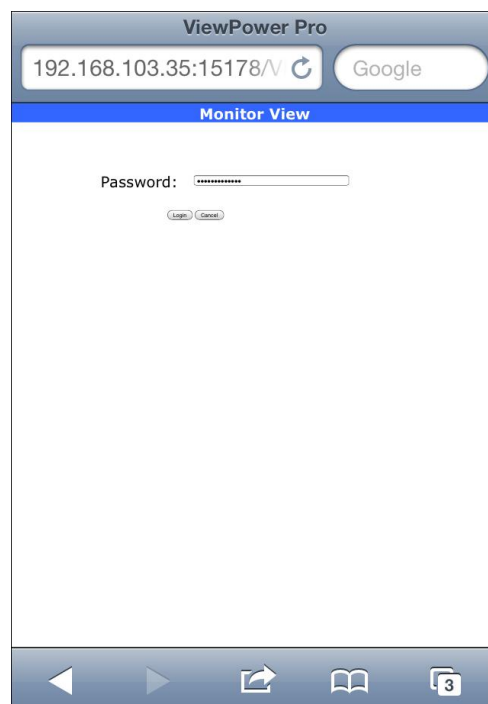 ViewPower Pro
192.168.103.35:15178/V
Google
Monitor View
Password: •••••••••••••
Login Cancel
3